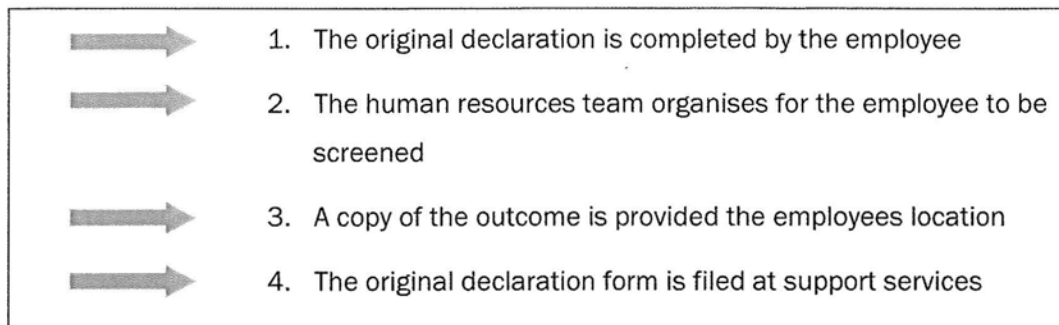 1. The original declaration is completed by the employee
2. The human resources team organises for the employee to be
screened
3. A copy of the outcome is provided the employees location
4. The original declaration form is filed at support services